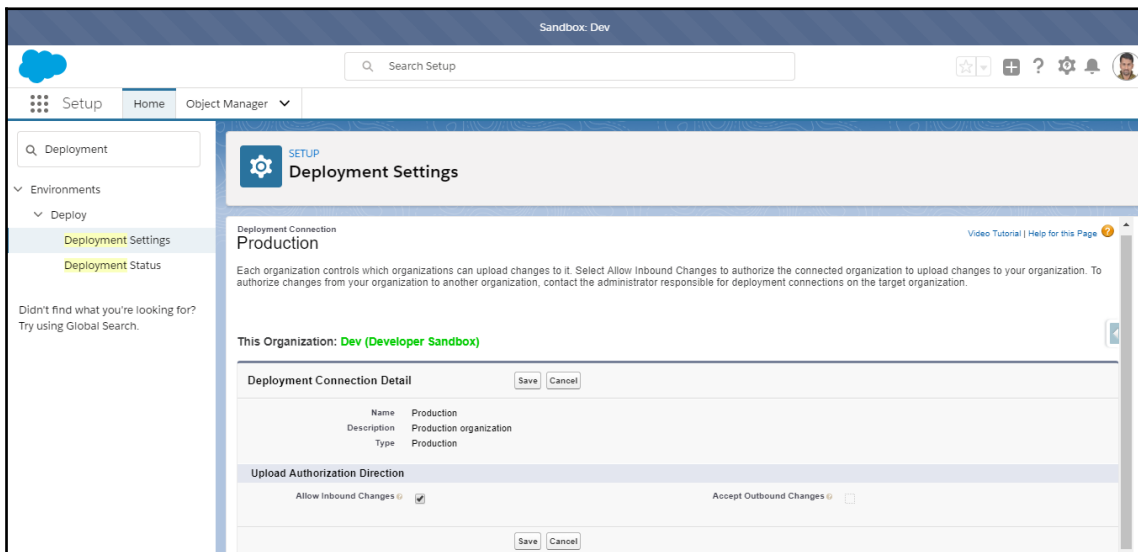 Sandbox: Dev
Search Setup
Setup
Home
Object Manager
Deployment
Environments
Deploy
Deployment Settings
Deployment Status
Didn't find what you're looking for?
Try using Global Search.
SETUP
Deployment Settings
Deployment Connection
Production
Video Tutorial | Help for this Page
Each organization controls which organizations can upload changes to it. Select Allow Inbound Changes to authorize the connected organization to upload changes to your organization. To
authorize changes from your organization to another organization, contact the administrator responsible for deployment connections on the target organization.
This Organization: Dev (Developer Sandbox)
Deployment Connection Detail Save Cancel
Name Production
Description Production organization
Type Production
Upload Authorization Direction
Allow Inbound Changes Accept Outbound Changes
Save Cancel